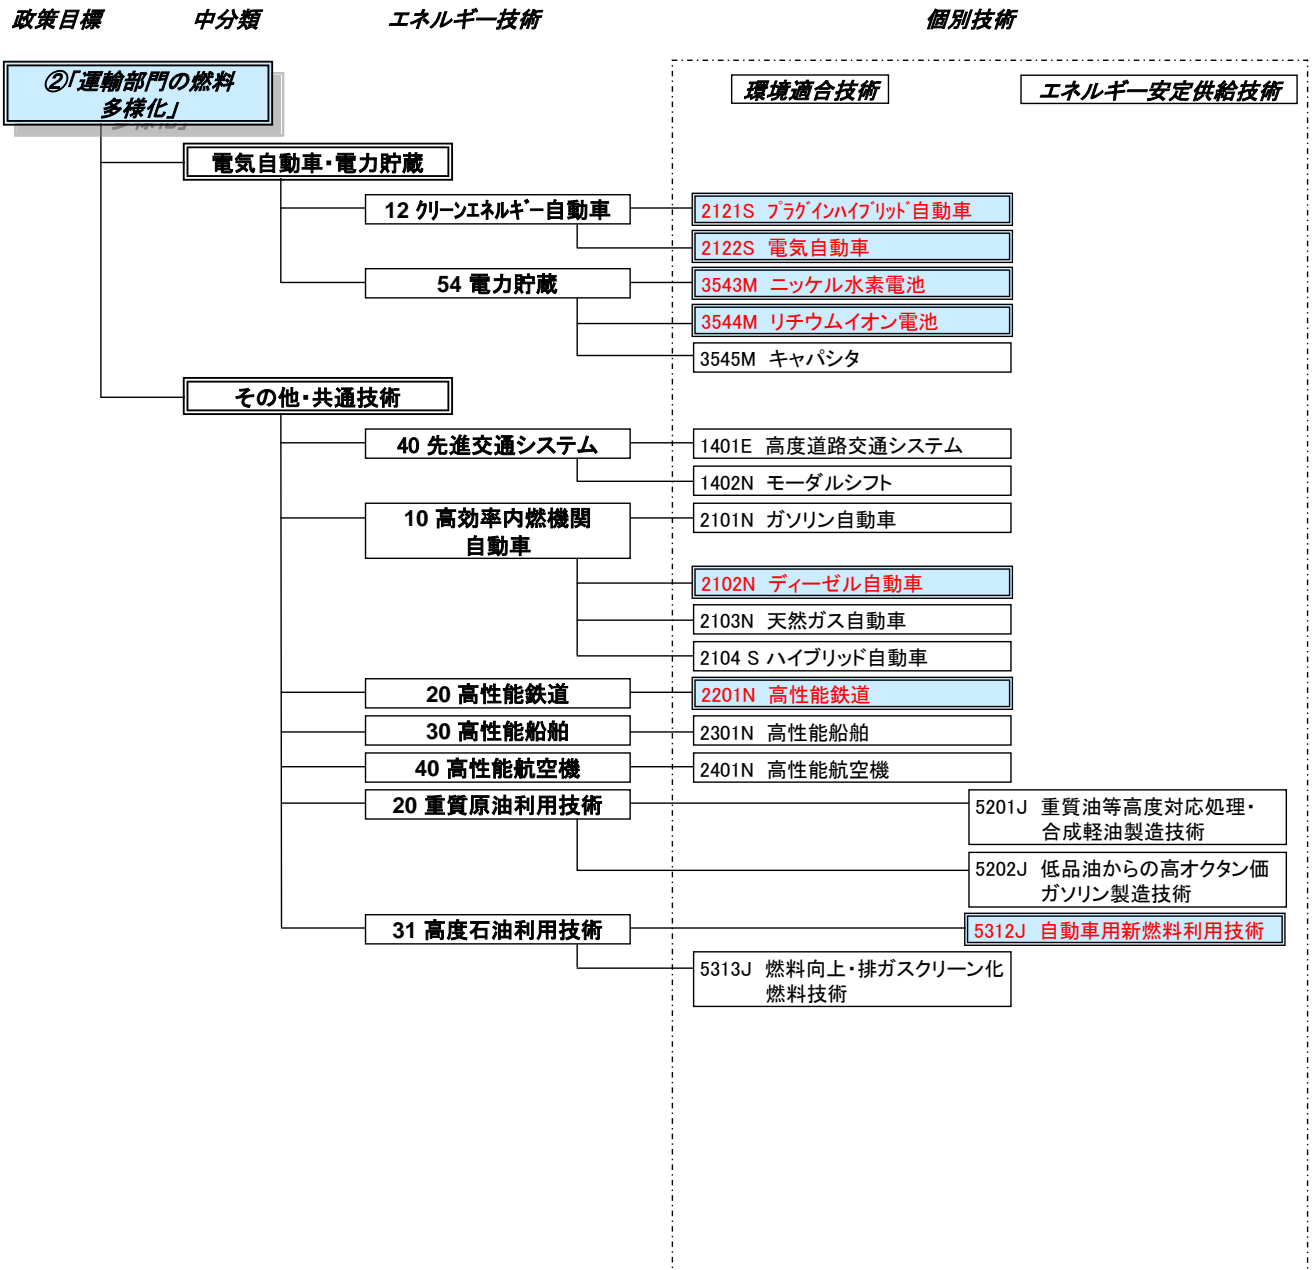 政策目標 中分類 エネルギー技術 個別技術
②「運輸部門の燃料
多様化」
環境適合技術 エネルギー安定供給技術
電気自動車・電力貯蔵
12 ｸﾘｰﾝエネルｷﾞｰ自動車 2121S ﾌﾟﾗｸﾞインﾊｲﾌﾞﾘｯﾄﾞ自動車
2122S 電気自動車
54 電力貯蔵 3543M ニッケル水素電池
3544M リチウムイオン電池
3545M キャパシタ
その他・共通技術
40 先進交通システム 1401E 高度道路交通システム
1402N モーダルシフト
10 高効率内燃機関
自動車
2101N ガソリン自動車
2102N ディーゼル自動車
2103N 天然ガス自動車
2104 S ハイブリッド自動車
20 高性能鉄道 2201N 高性能鉄道
30 高性能船舶 2301N 高性能船舶
40 高性能航空機 2401N 高性能航空機
20 重質原油利用技術 5201J 重質油等高度対応処理・
合成軽油製造技術
5202J 低品油からの高オクタン価
ガソリン製造技術
31 高度石油利用技術 5312J 自動車用新燃料利用技術
5313J 燃料向上・排ガスクリーン化
燃料技術